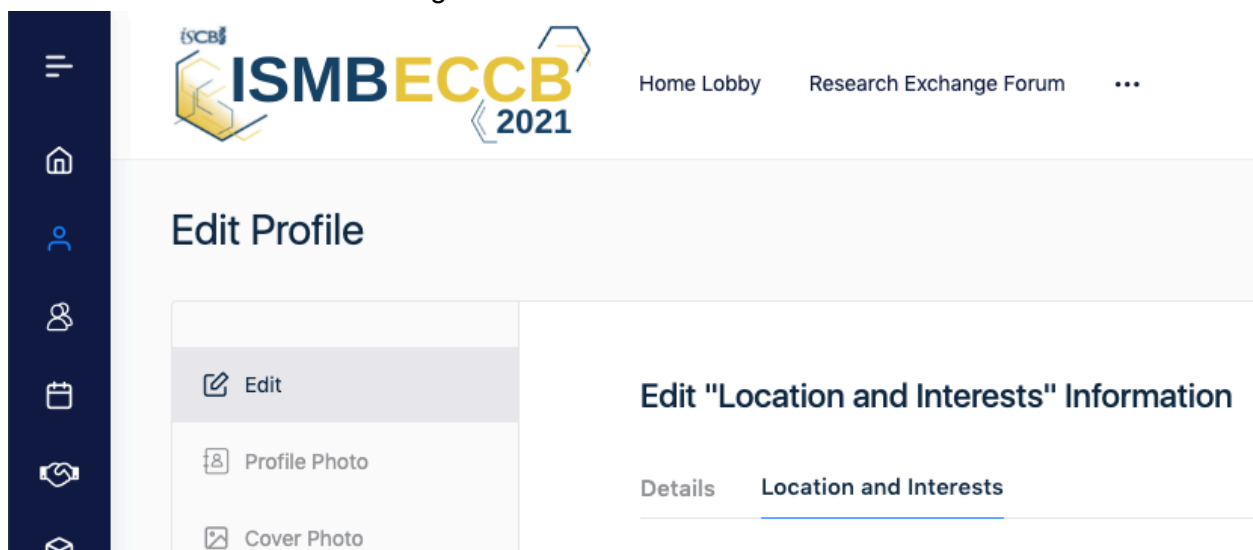 iSCB
ISMBECCB
2021
Home Lobby Research Exchange Forum ...
Edit Profile
Edit
Edit "Location and Interests" Information
Profile Photo
Details Location and Interests
Cover Photo